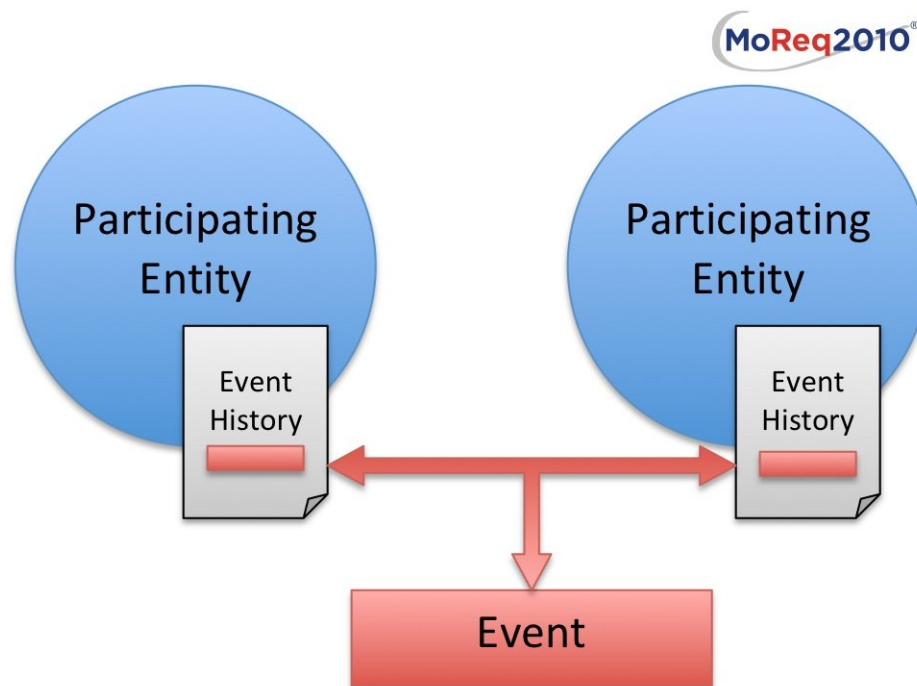 MoReq2010®
Participating
Entity
Participating
Entity
Event
History
Event
History
Event